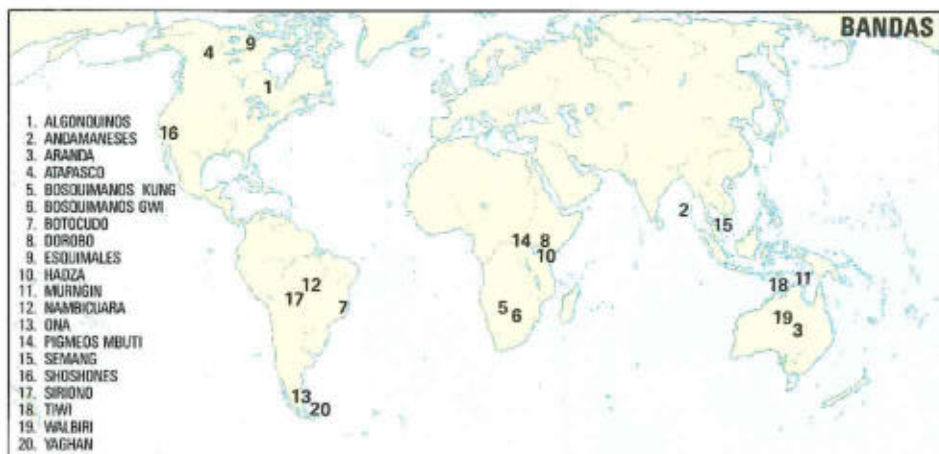 BANDAS
1. ALGONQUINOS
2. ANDAMANESES
3. ARANDA
4. ATAPASCO
5. BOSQUIMANOS KUNG
6. BOSQUIMANOS GWI
7. BOTOCUDO
8. DOROBO
9. ESQUIMALES
10. HADZA
11. MURNGIN
12. NAMBICUARA
13. ONA
14. PIGMEOS MBUTI
15. SEMANG
16. SHOSHONES
17. SIRIONO
18. TIWI
19. WALBIRI
20. YAGHAN
4
9
1
16
2
15
14
8
10
12
17
7
5
6
18
11
19
3
13
20